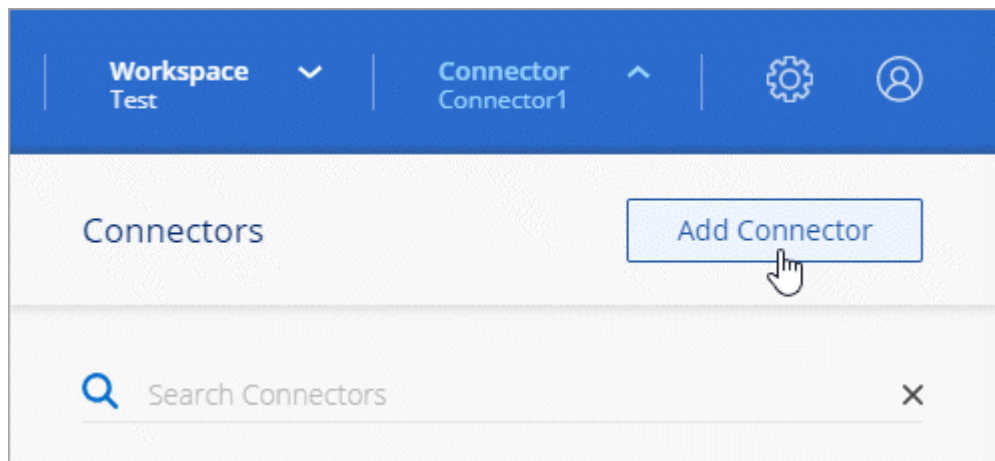 Workspace
Test
Connector
Connector1
Connectors
Add Connector
Search Connectors